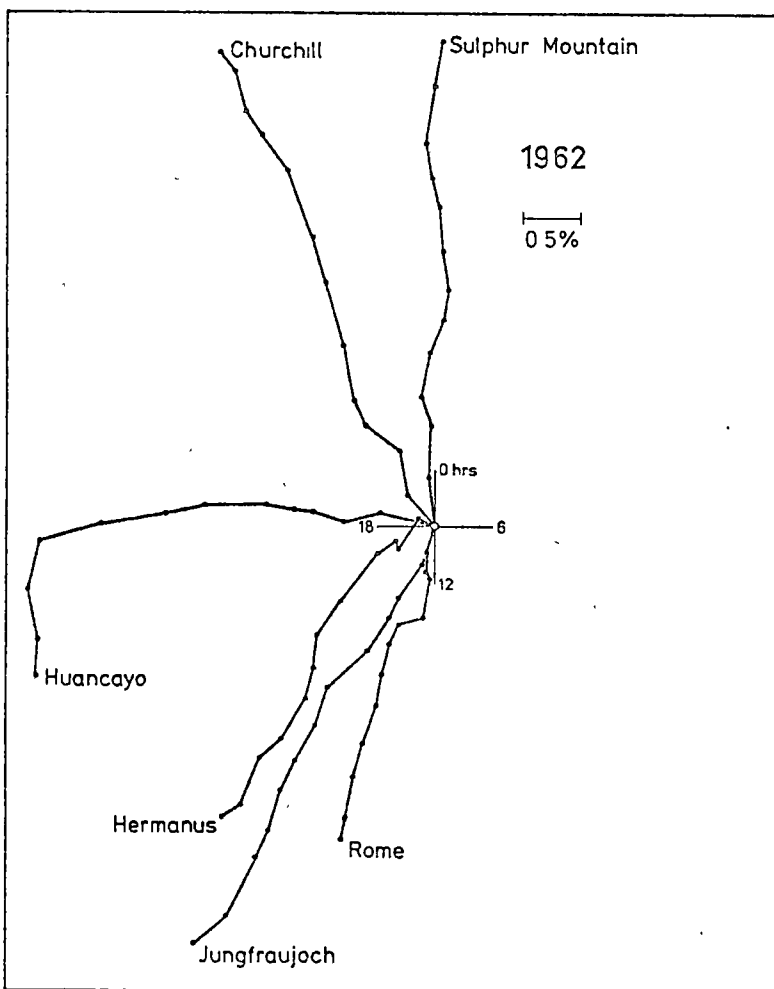 Churchill
Sulphur Mountain
1962
0 5%
0 hrs
18
6
12
Huancayo
Hermanus
Rome
Jungfraujoch